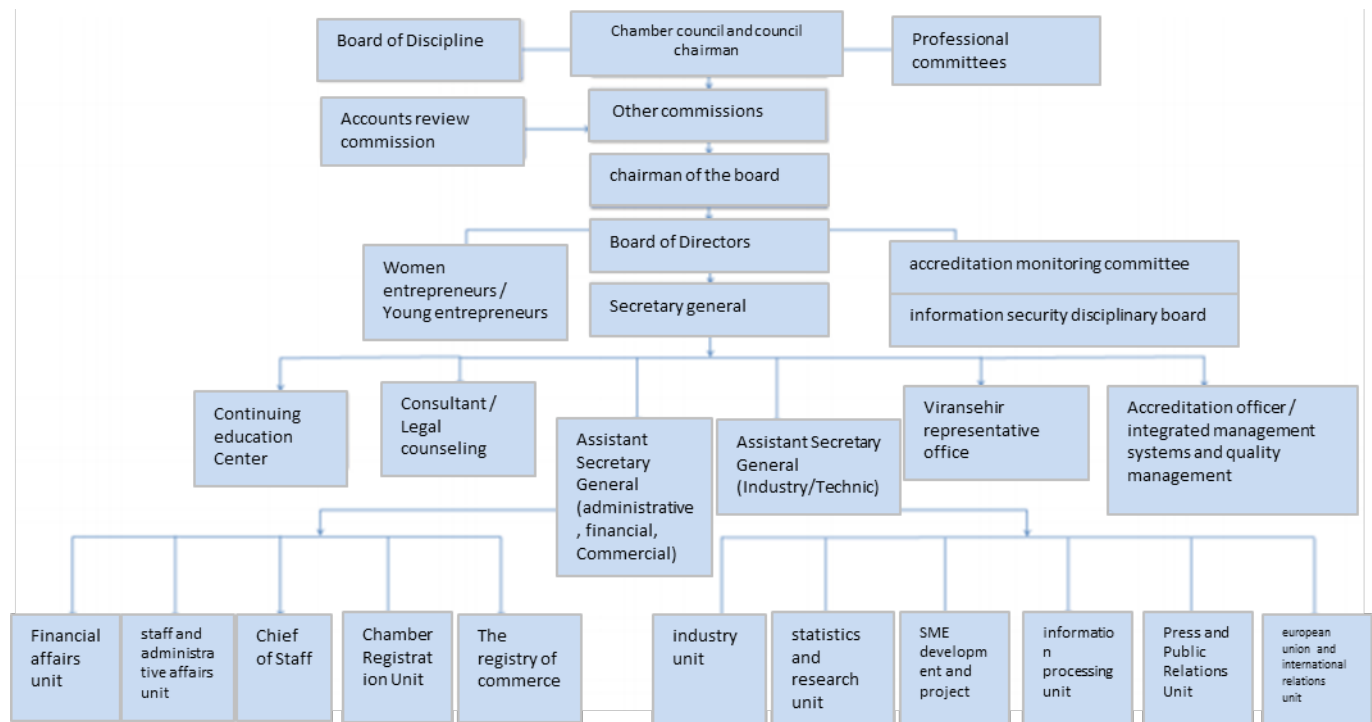 Board of Discipline
Chamber council and council
chairman
Professional
committees
Accounts review
commission
Other commissions
chairman of the board
Women
entrepreneurs /
Young entrepreneurs
Board of Directors
accreditation monitoring committee
Secretary general
information security disciplinary board
Continuing
education
Center
Consultant /
Legal
counseling
Assistant
Secretary
General
(administrative
, financial,
Commercial)
Assistant Secretary
General
(Industry/Technic)
Viransehir
representative
office
Accreditation officer /
integrated management
systems and quality
management
Financial
affairs
unit
staff and
administra
tive affairs
unit
Chief
of Staff
Chamber
Registrat
ion Unit
The
registry of
commerce
industry
unit
statistics
and
research
unit
SME
developm
ent and
project
informatio
n
processing
unit
Press and
Public
Relations
Unit
european
union and
international
relations
unit